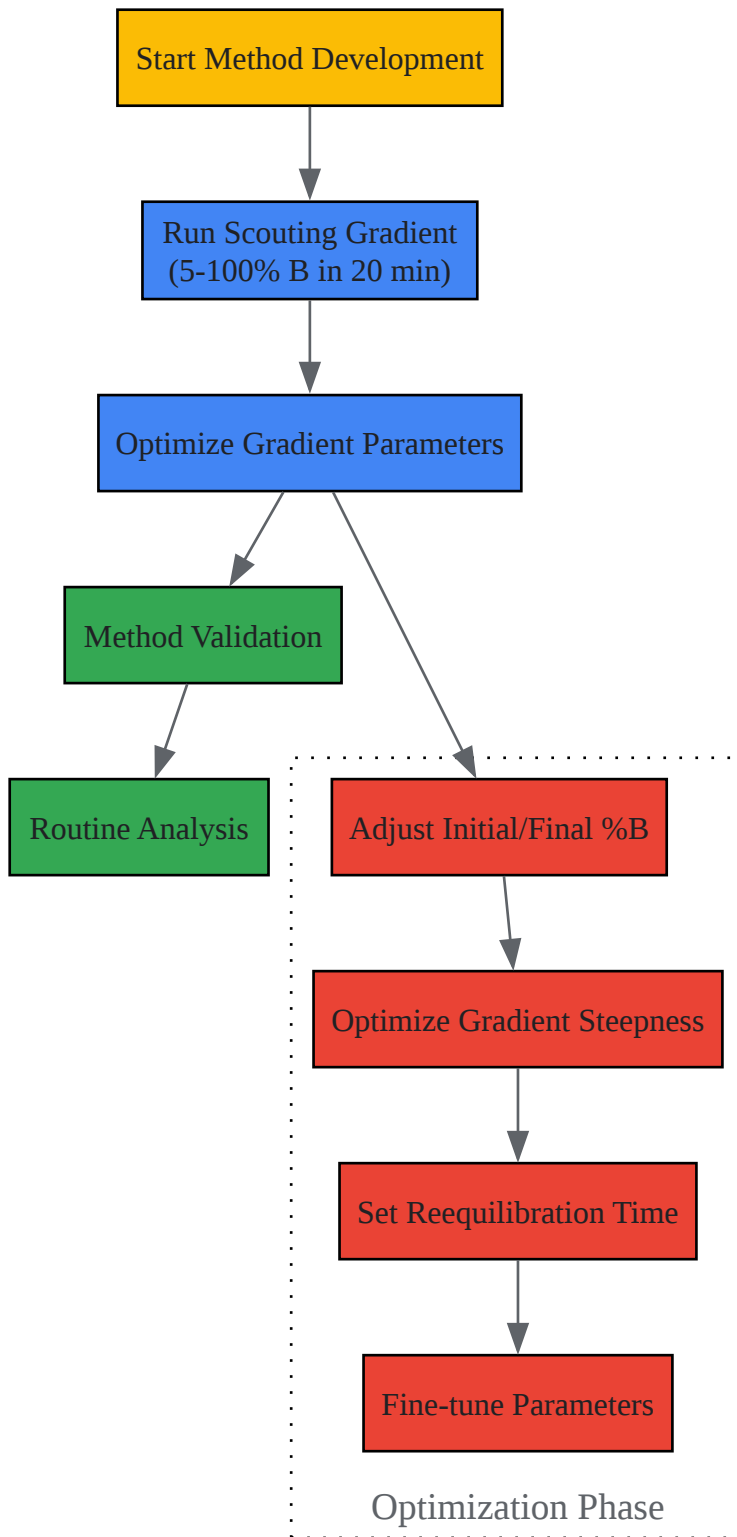 Start Method Development
Run Scouting Gradient
(5-100% B in 20 min)
Optimize Gradient Parameters
Method Validation
Routine Analysis
Adjust Initial/Final %B
Optimize Gradient Steepness
Set Reequilibration Time
Fine-tune Parameters
Optimization Phase